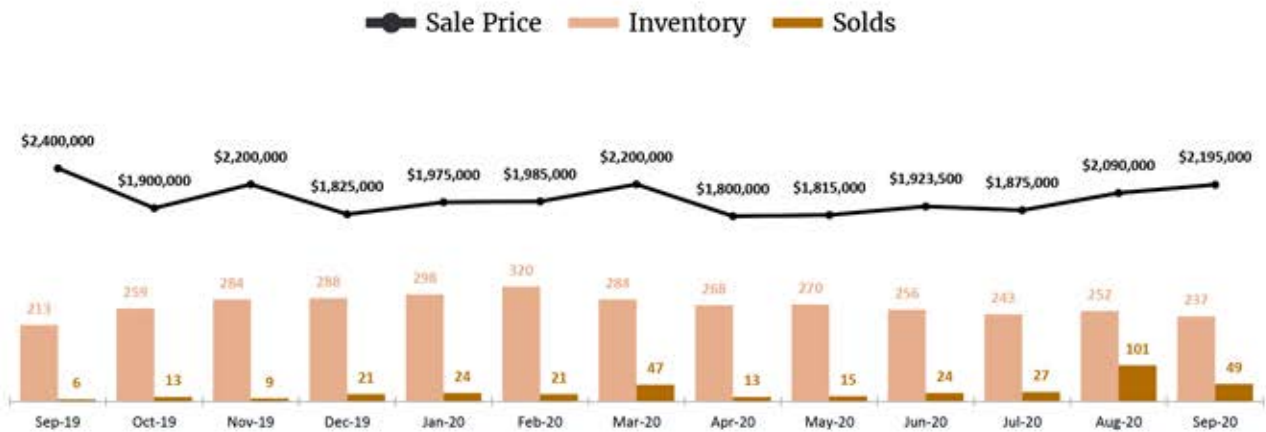 Sale Price Inventory Solds
$2,400,000 $1,900,000 $2,200,000 $1,825,000 $1,975,000 $1,985,000 $2,200,000 $1,800,000 $1,815,000 $1,923,500 $1,875,000 $2,090,000 $2,195,000
213 259 284 288 298 320 284 268 270 256 243 252 237
6 13 9 21 24 21 47 13 15 24 27 101 49
Sep-19 Oct-19 Nov-19 Dec-19 Jan-20 Feb-20 Mar-20 Apr-20 May-20 Jun-20 Jul-20 Aug-20 Sep-20